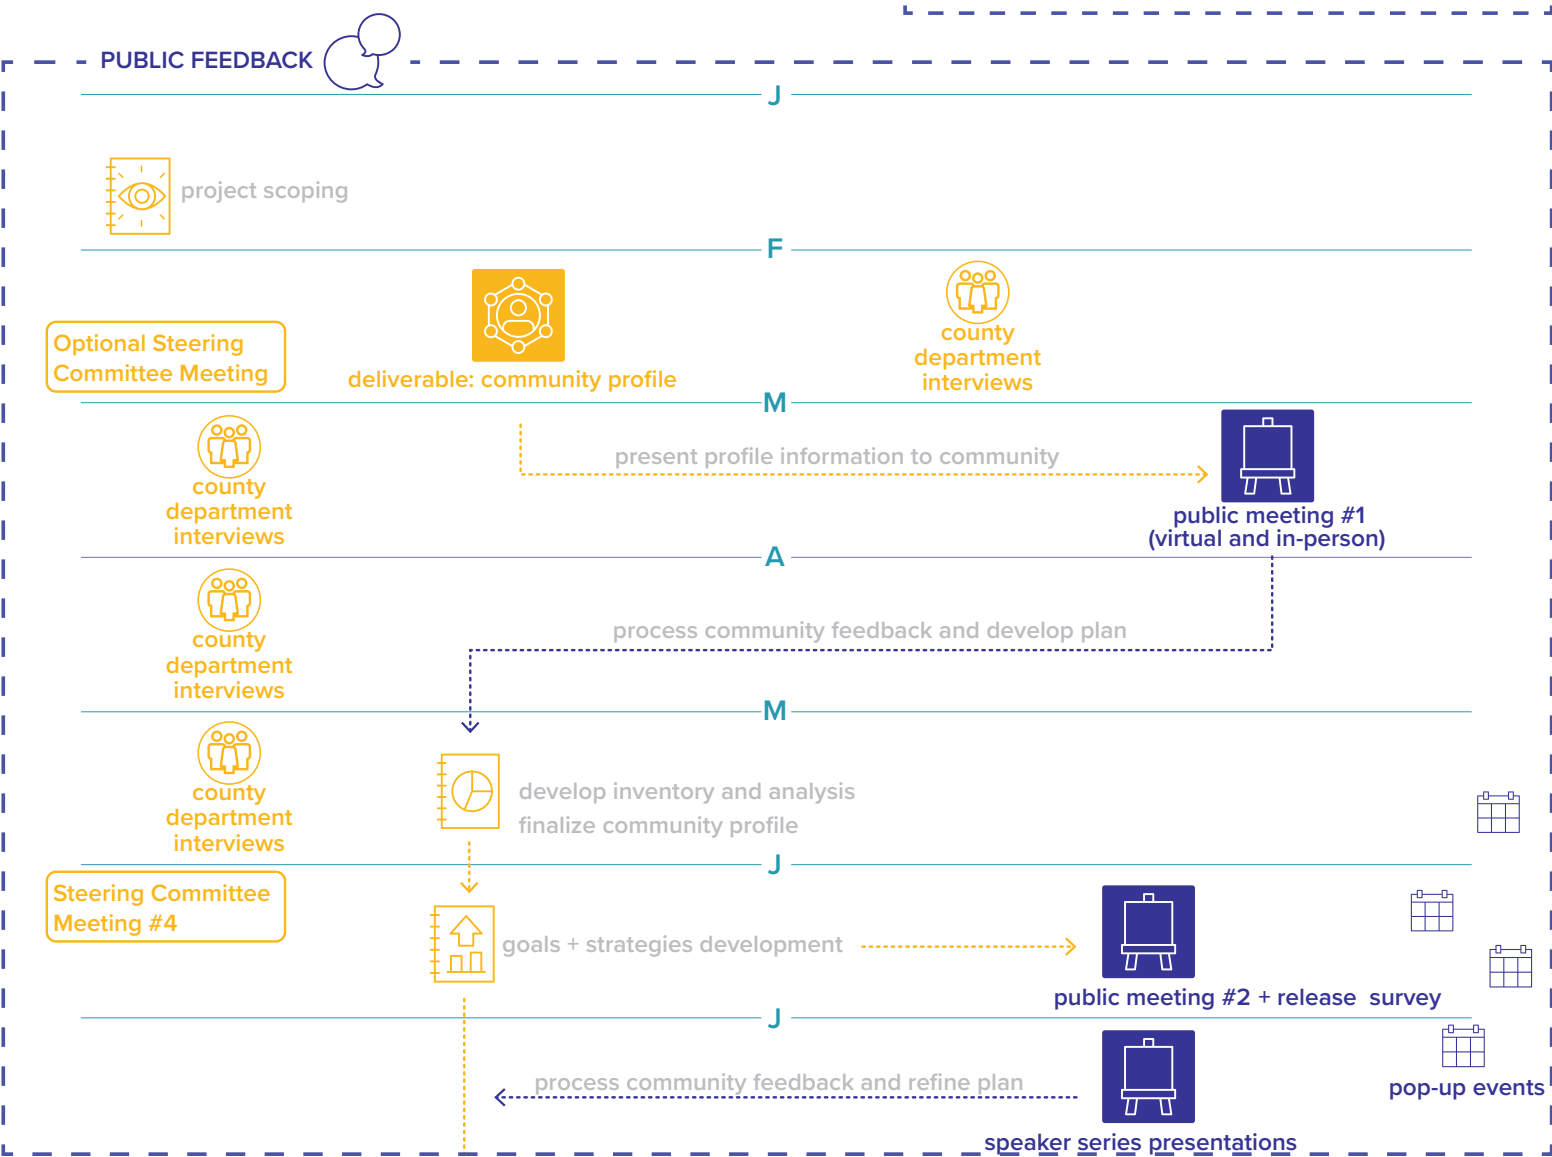 PUBLIC FEEDBACK
J
project scoping
F
Optional Steering
Committee Meeting
deliverable: community profile
county
department
interviews
M
county
department
interviews
present profile information to community
public meeting #1
(virtual and in-person)
A
county
department
interviews
process community feedback and develop plan
M
county
department
interviews
develop inventory and analysis
finalize community profile
J
Steering Committee
Meeting #4
goals + strategies development
public meeting #2 + release survey
J
process community feedback and refine plan
pop-up events
speaker series presentations